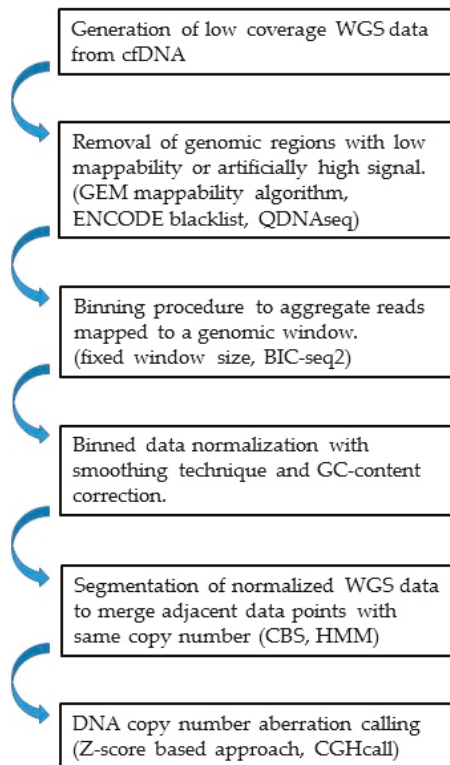 Generation of low coverage WGS data
from cfDNA
Removal of genomic regions with low
mappability or artificially high signal.
(GEM mappability algorithm,
ENCODE blacklist, QDNAseq)
Binning procedure to aggregate reads
mapped to a genomic window.
(fixed window size, BIC-seq2)
Binned data normalization with
smoothing technique and GC-content
correction.
Segmentation of normalized WGS data
to merge adjacent data points with
same copy number (CBS, HMM)
DNA copy number aberration calling
(Z-score based approach, CGHcall)